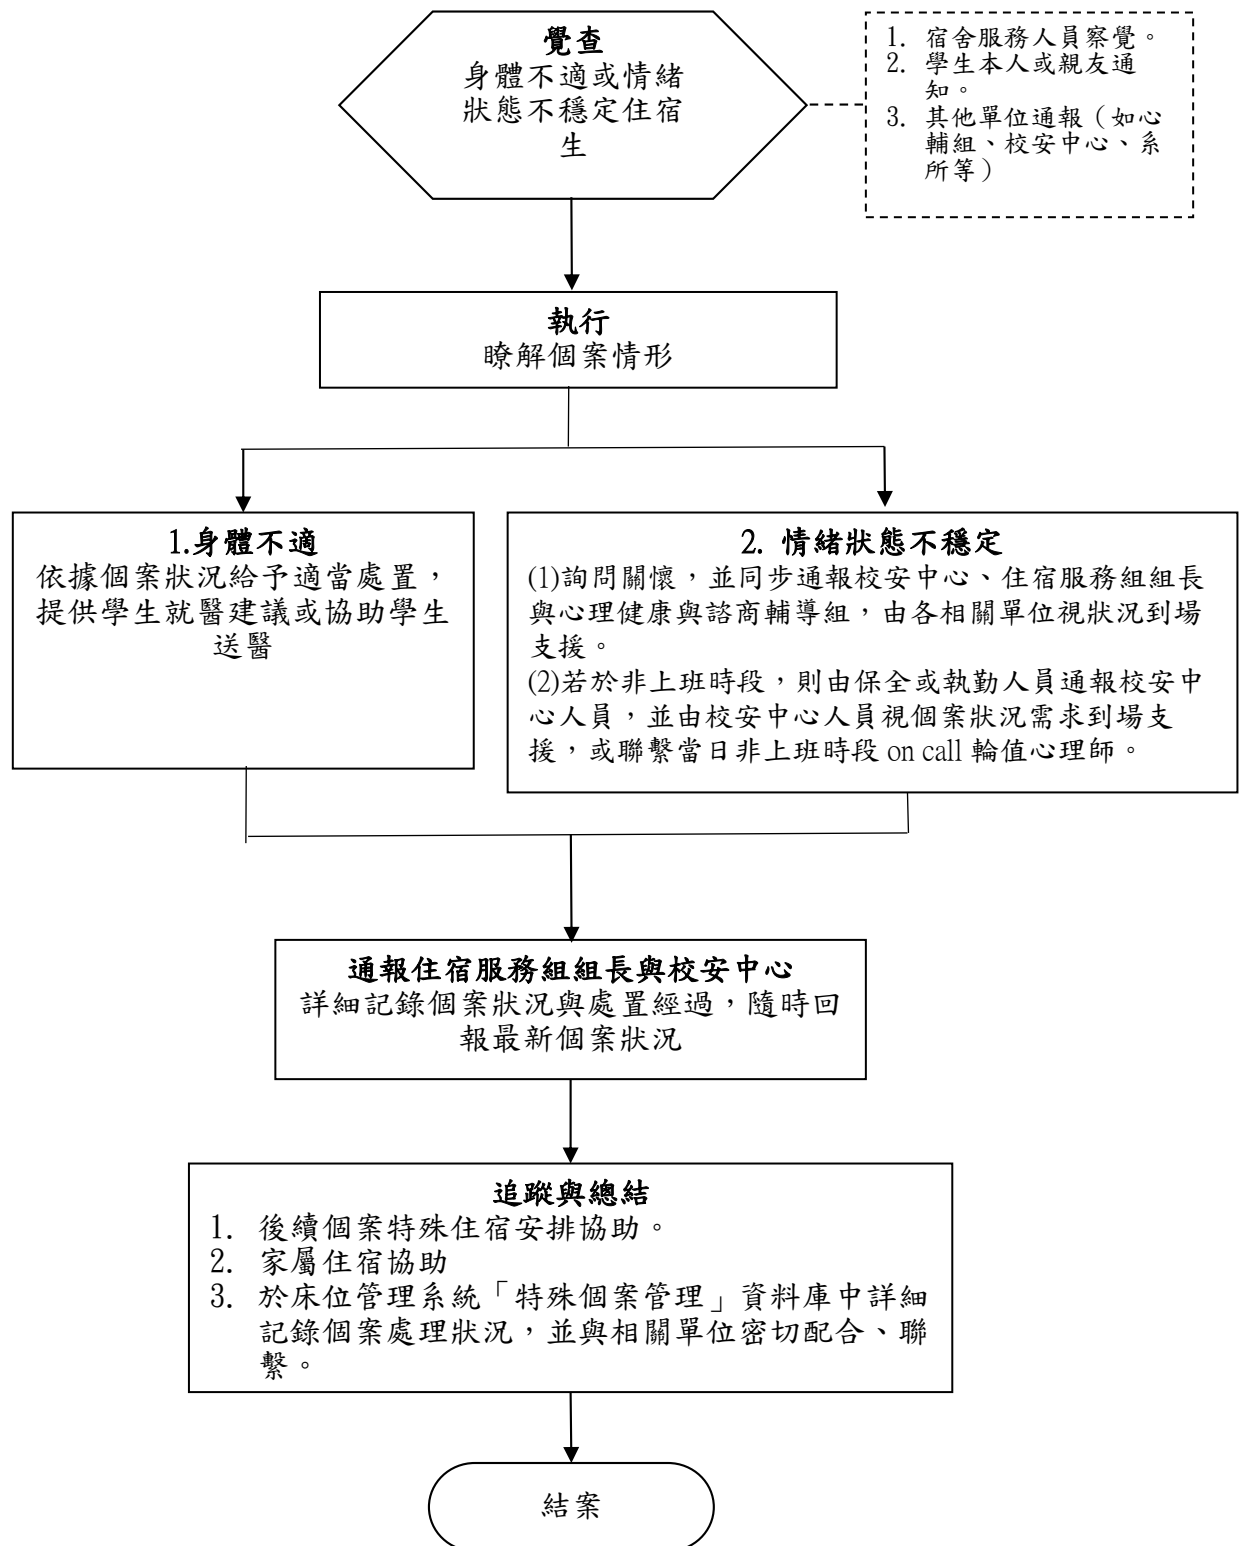 覺查
身體不適或情緒
狀態不穩定住宿
生
1. 宿舍服務人員察覺。
2. 學生本人或親友通
知。
3. 其他單位通報（如心
輔組、校安中心、系
所等）
執行
瞭解個案情形
1.身體不適
依據個案狀況給予適當處置，
提供學生就醫建議或協助學生
送醫
2. 情緒狀態不穩定
(1)詢問關懷，並同步通報校安中心、住宿服務組組長
與心理健康與諮商輔導組，由各相關單位視狀況到場
支援。
(2)若於非上班時段，則由保全或執勤人員通報校安中
心人員，並由校安中心人員視個案狀況需求到場支
援，或聯繫當日非上班時段 on call 輪值心理師。
通報住宿服務組組長與校安中心
詳細記錄個案狀況與處置經過，隨時回
報最新個案狀況
追蹤與總結
1. 後續個案特殊住宿安排協助。
2. 家屬住宿協助
3. 於床位管理系統「特殊個案管理」資料庫中詳細
記錄個案處理狀況，並與相關單位密切配合、聯
繫。
結案